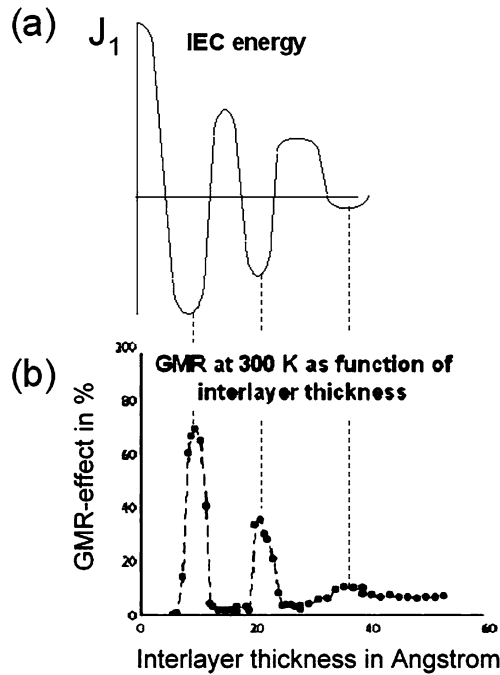 (a)
J1
IEC energy
(b)
GMR at 300 K as function of
interlayer thickness
GMR-effect in %
200
80
60
40
20
0
0
20
40
60
Interlayer thickness in Angstrom